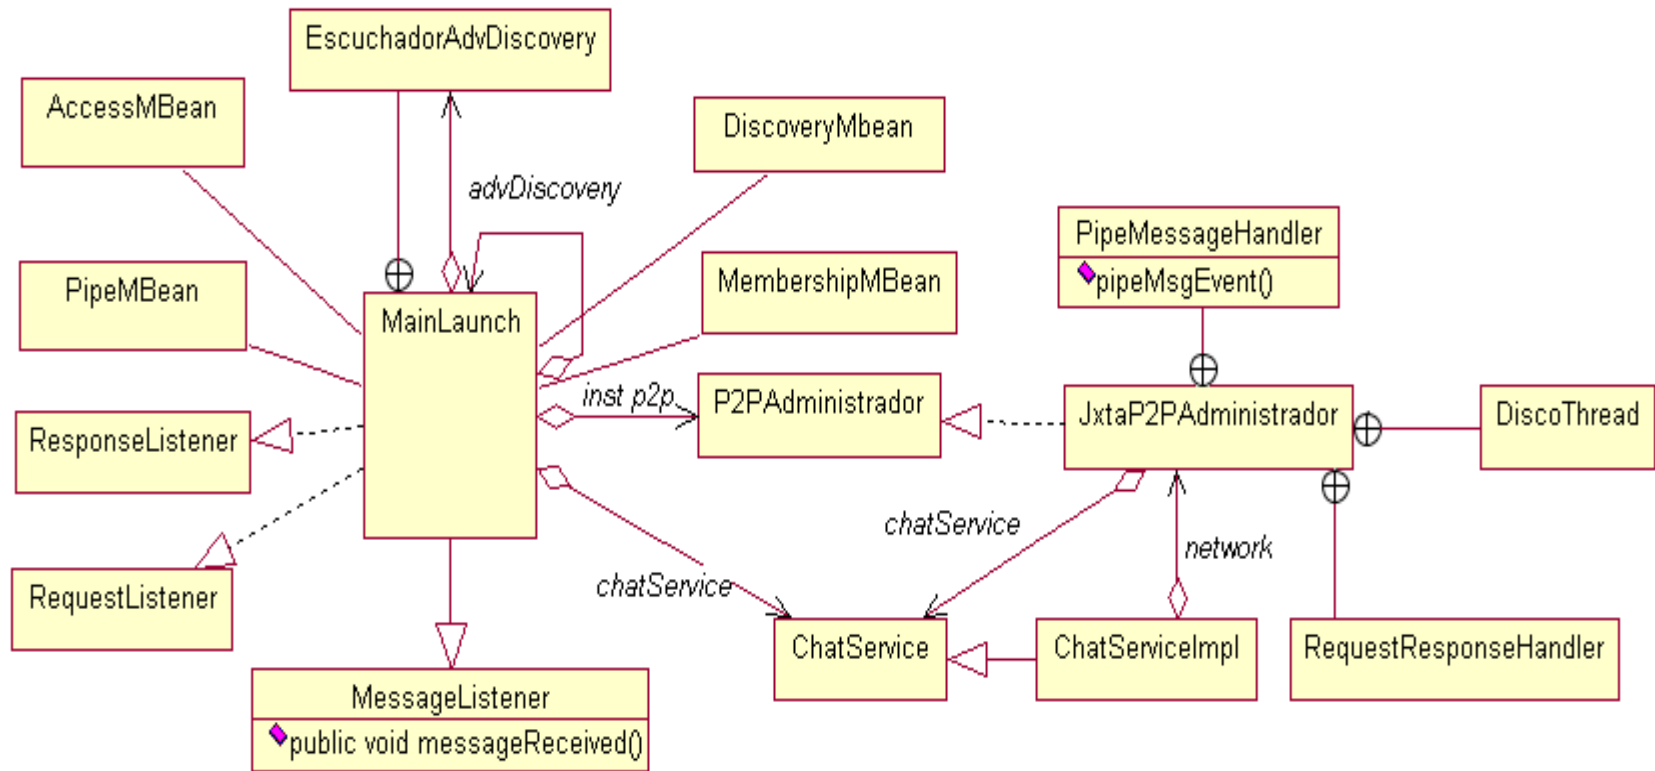 EscuchadorAdvDiscovery
AccessMBean
DiscoveryMbean
advDiscovery
PipeMessageHandler
pipeMsgEvent()
PipeMBean
MembershipMBean
MainLaunch
inst p2p
P2PAdministrador
JxtaP2PAdministrador
DiscoThread
ResponseListener
chatService
network
RequestListener
chatService
ChatService
ChatServiceImpl
RequestResponseHandler
MessageListener
public void messageReceived()